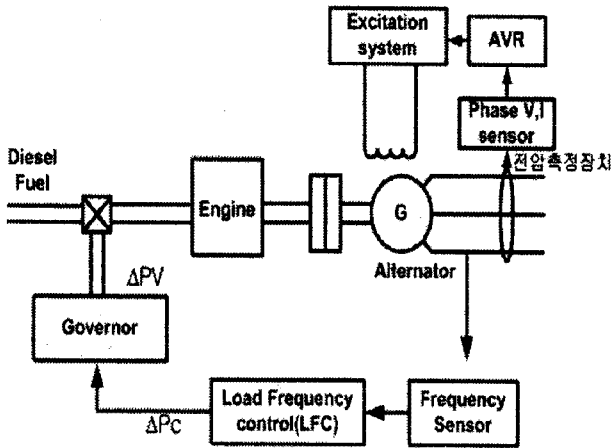 Excitation
system
AVR
Phase V,I
sensor
전압측정장치
Diesel
Fuel
Engine
G
Alternator
ΔPV
Governor
ΔPc
Load Frequency
control(LFC)
Frequency
Sensor